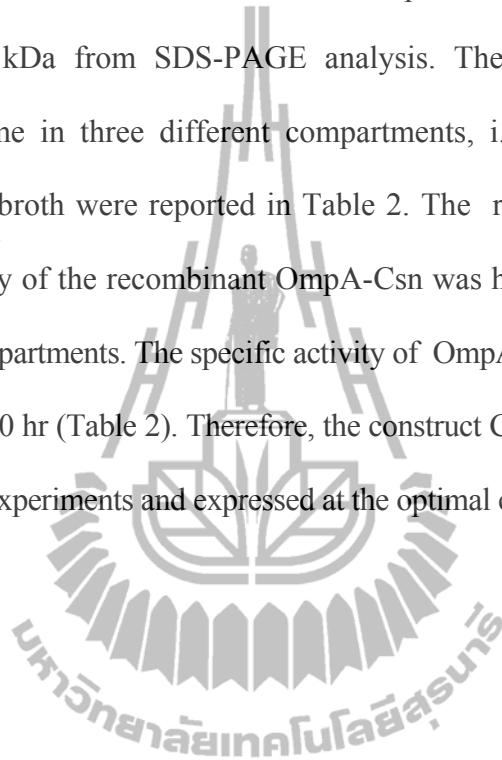 kDa from SDS-PAGE analysis. The
me in three different compartments, i.
broth were reported in Table 2. The r
y of the recombinant OmpA-Csn was h
partments. The specific activity of Omp
0 hr (Table 2). Therefore, the construct
xperiments and expressed at the optimal
มหาวิทยาลัยเทคโนโลยีสุรนารี